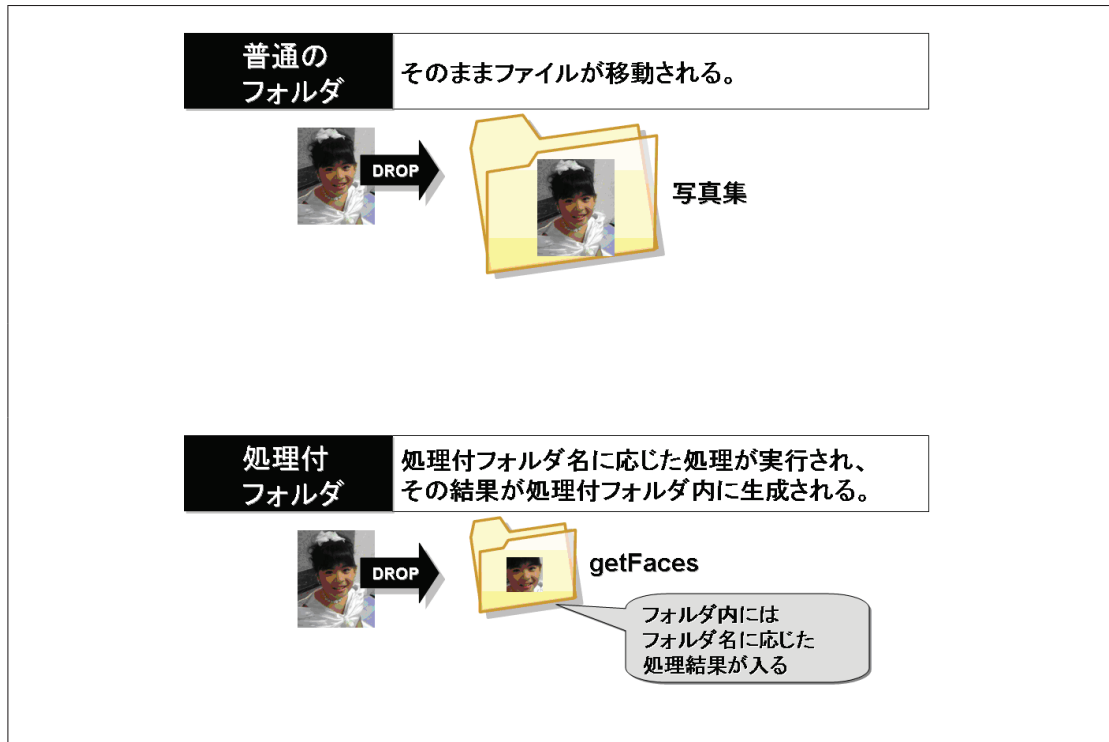 普通の
フォルダ
そのままファイルが移動される。
DROP
写真集
処理付
フォルダ
処理付フォルダ名に応じた処理が実行され、
その結果が処理付フォルダ内に生成される。
DROP
getFaces
フォルダ内には
フォルダ名に応じた
処理結果が入る